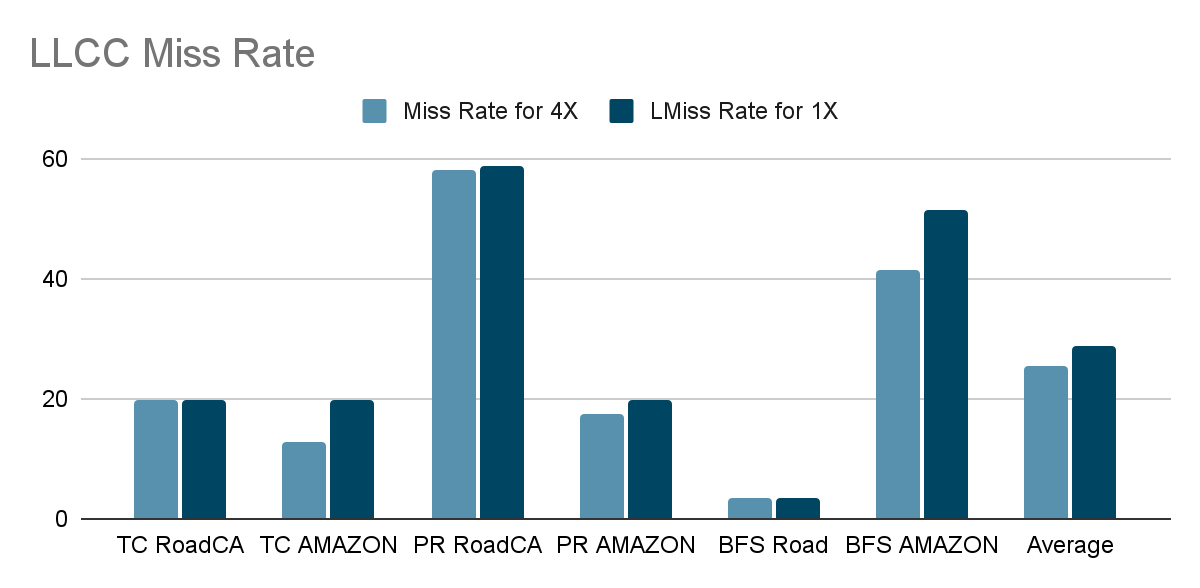 LLCC Miss Rate
Miss Rate for 4X LMiss Rate for 1X
60
40
20
0
TC RoadCA TC AMAZON PR RoadCA PR AMAZON BFS Road BFS AMAZON Average